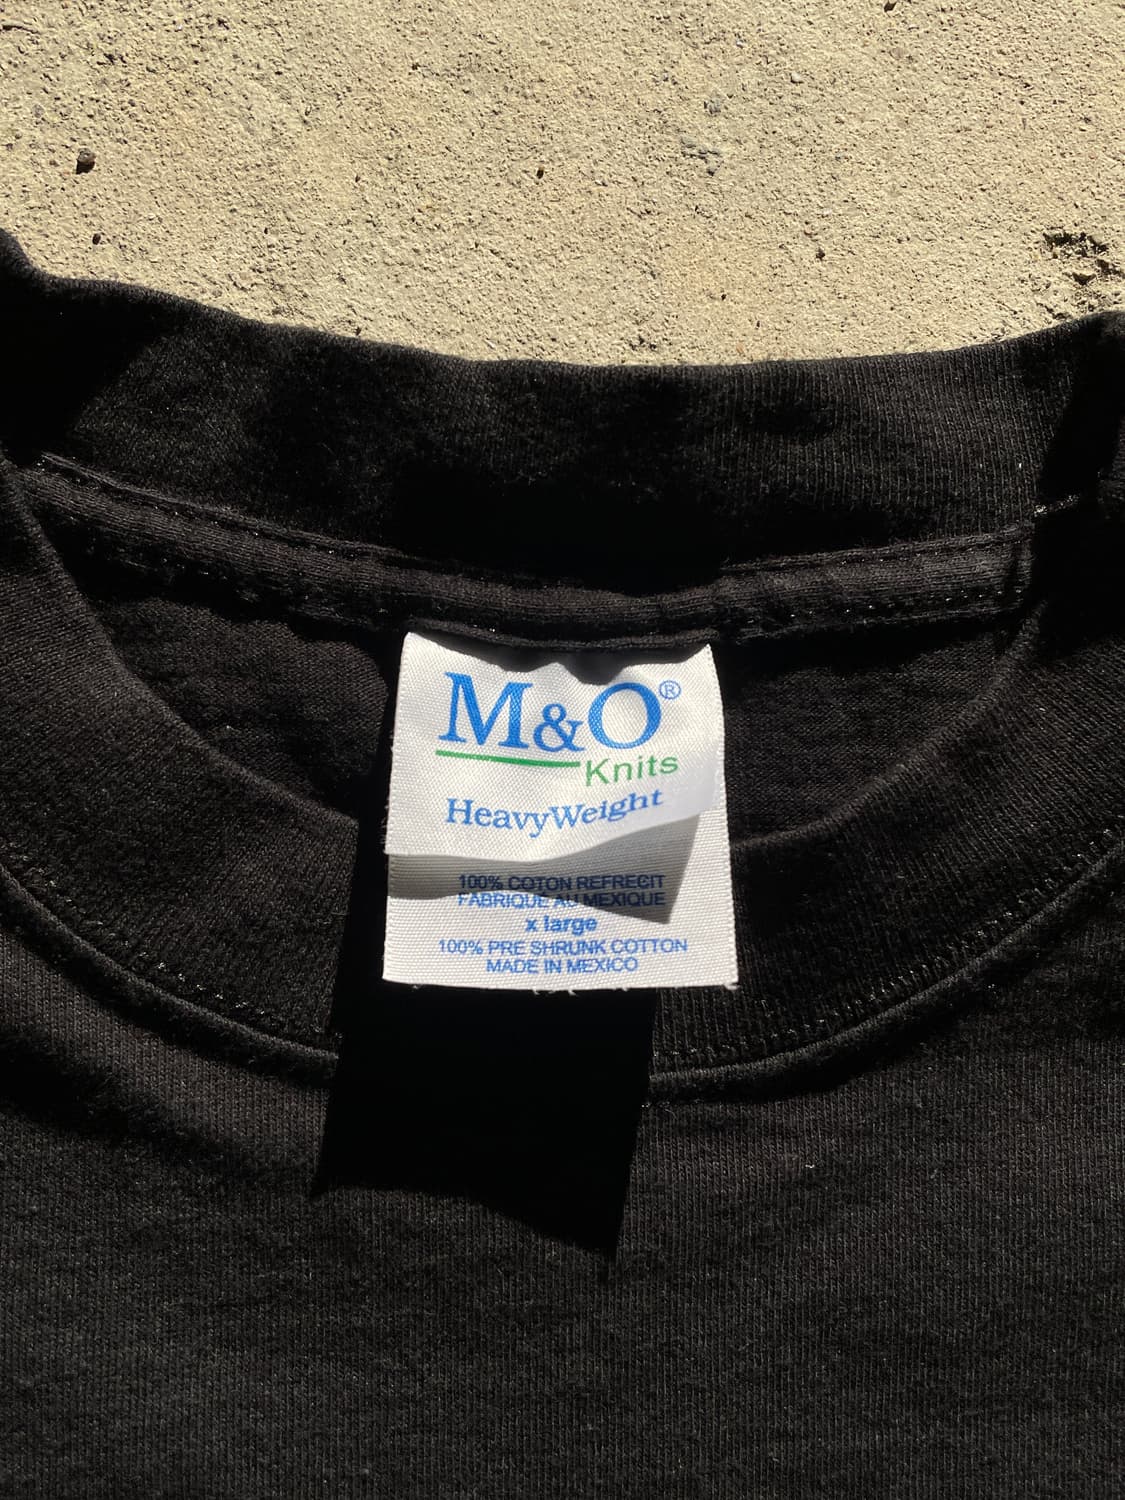 M&O®
Knits
HeavyWeight
100% COTON REFRECIT
FABRIQUE AU MEXIQUE
x large
100% PRE SHRUNK COTTON
MADE IN MEXICO